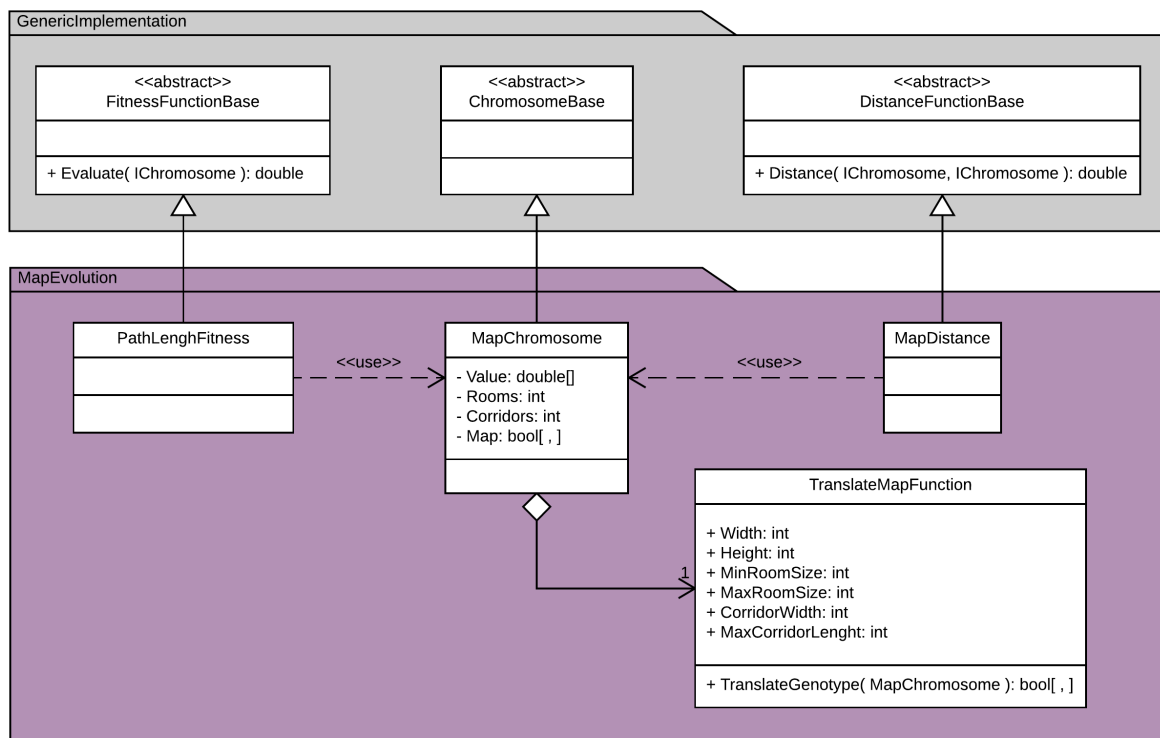 GenericImplementation
<<abstract>>
FitnessFunctionBase
+ Evaluate( IChromosome ): double
<<abstract>>
ChromosomeBase
<<abstract>>
DistanceFunctionBase
+ Distance( IChromosome, IChromosome ): double
MapEvolution
PathLenghFitness
<<use>>
MapChromosome
- Value: double[]
- Rooms: int
- Corridors: int
- Map: bool[ , ]
<<use>>
MapDistance
1
TranslateMapFunction
+ Width: int
+ Height: int
+ MinRoomSize: int
+ MaxRoomSize: int
+ CorridorWidth: int
+ MaxCorridorLenght: int
+ TranslateGenotype( MapChromosome ): bool[ , ]